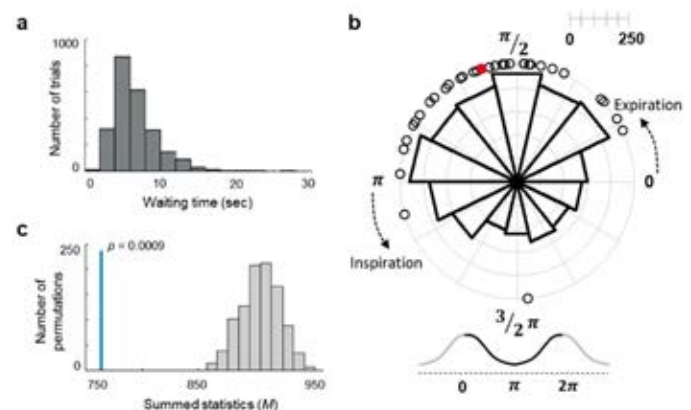 a
1000
Number of trials
0
0
10
20
30
Waiting time (sec)
b
0
250
π/2
Expiration
π
0
Inspiration
3/2 π
0
π
2π
c
250
p = 0.0009
Number of
permutations
0
750
850
950
Summed statistics (M)